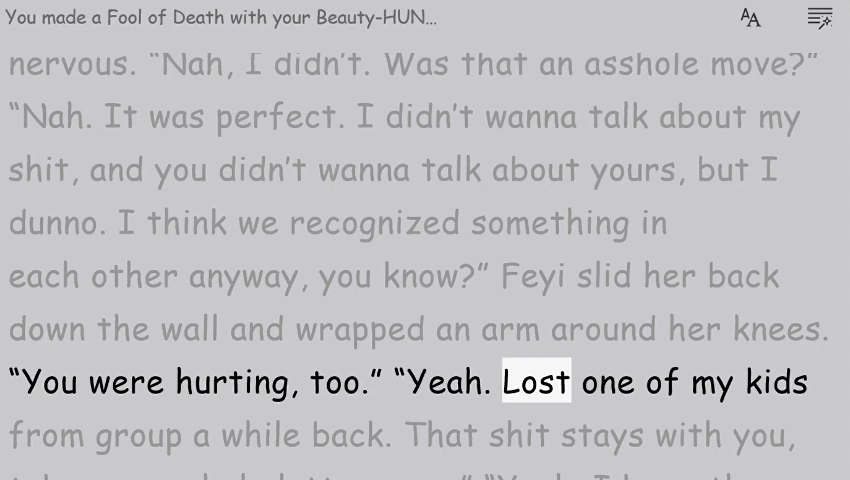 You made a Fool of Death with your Beauty-HUN...
nervous. “Nah, I didn’t. Was that an asshole move?”
“Nah. It was perfect. I didn’t wanna talk about my
shit, and you didn’t wanna talk about yours, but I
dunno. I think we recognized something in
each other anyway, you know?” Feyi slid her back
down the wall and wrapped an arm around her knees.
“You were hurting, too.” “Yeah. Lost one of my kids
from group a while back. That shit stays with you,